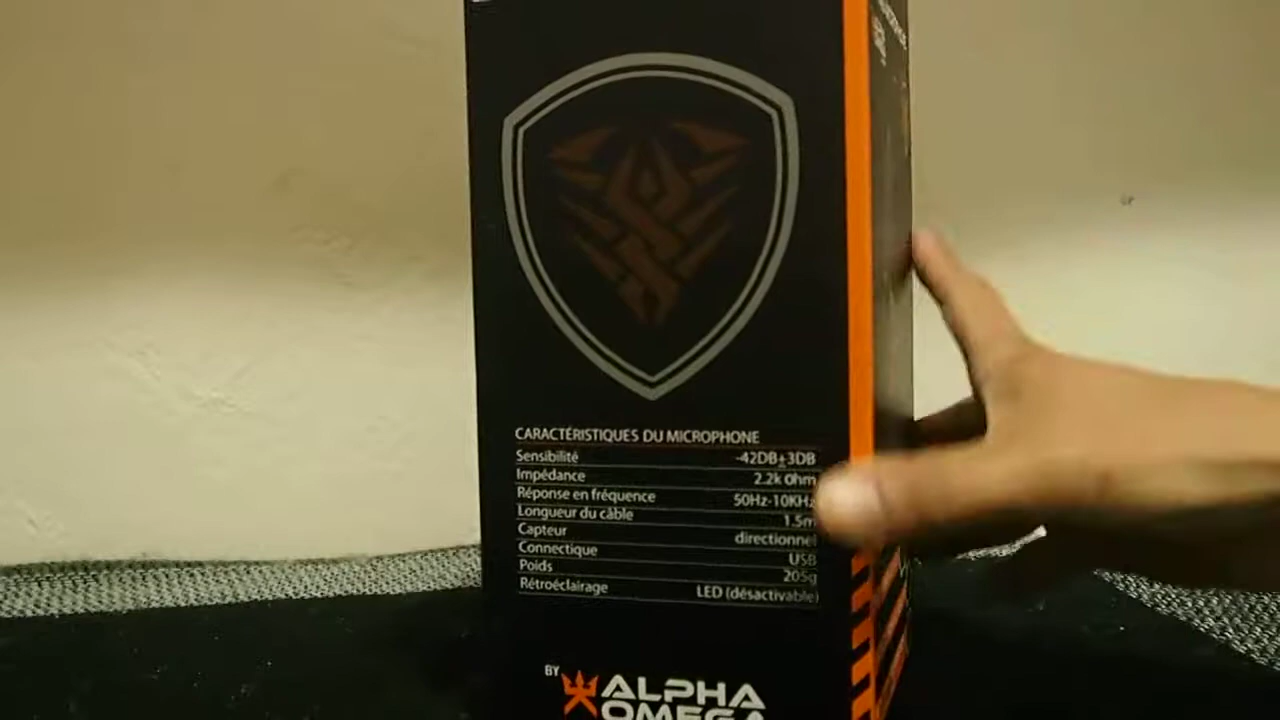 CARACTÉRISTIQUES DU MICROPHONE
Sensibilité -42DB±3DB
Impédance 2.2k Ohm
Réponse en fréquence 50Hz-10KHz
Longueur du câble 1.5m
Capteur directionnel
Connectique USB
Poids 205g
Rétroéclairage LED (désactivable)
BY ALPHA
OMEGA